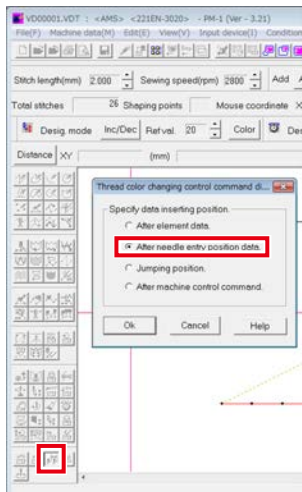 VD00001.VDT : <AMS> <221EN-3020> - PM-1 (Ver - 3.21)
File(F) Machine data(M) Edit(E) View(V) Input device(I) Condition
Stitch length(mm) 2.000 Sewing speed(rpm) 2800 Add
Total stitches 26 Shaping points Mouse coordinate X
Desig. mode Inc/Dec Ref val. 20 Color De
Distance XY (mm)
Thread color changing control command di...
Specify data inserting position.
After element data.
After needle entry position data.
Jumping position.
After machine control command.
Ok Cancel Help